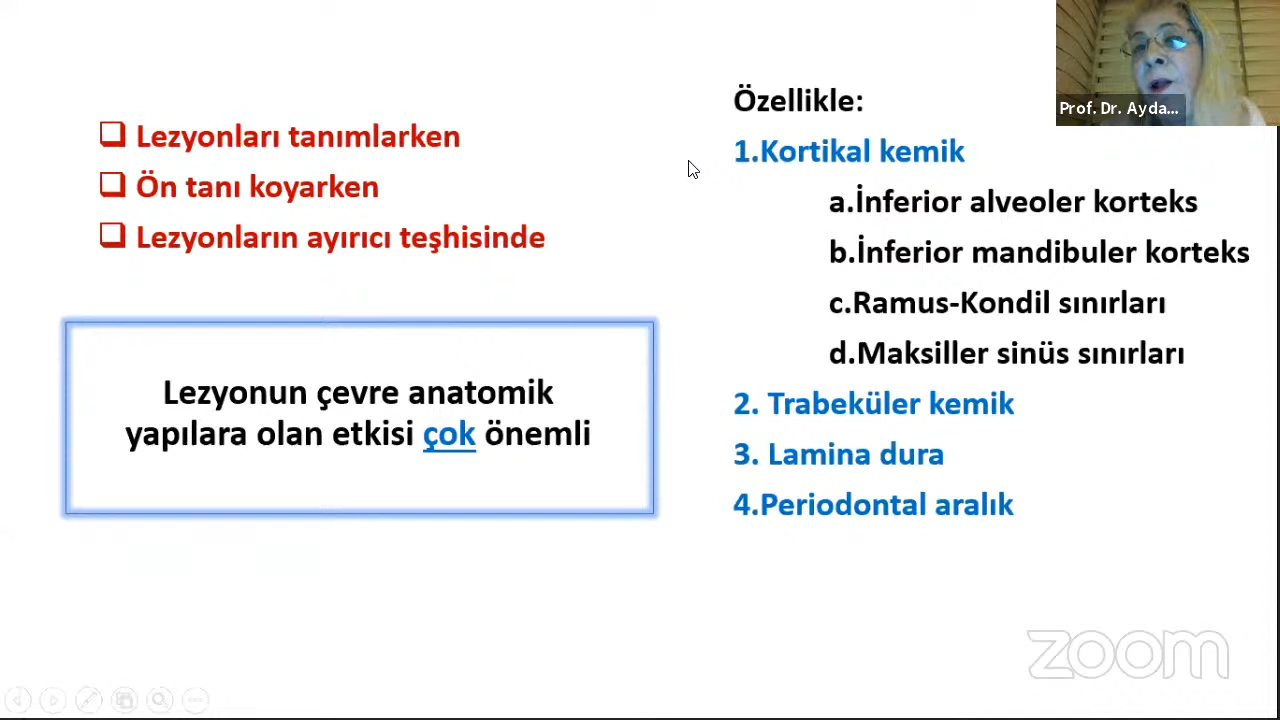 ❑ Lezyonları tanımlarken
❑ Ön tanı koyarken
❑ Lezyonların ayırıcı teşhisinde
Lezyonun çevre anatomik
yapılara olan etkisi çok önemli
Özellikle:
1.Kortikal kemik
a.İnferior alveoler korteks
b.İnferior mandibuler korteks
c.Ramus-Kondil sınırları
d.Maksiller sinüs sınırları
2. Trabeküler kemik
3. Lamina dura
4.Periodontal aralık
Prof. Dr. Ayda...
zoom